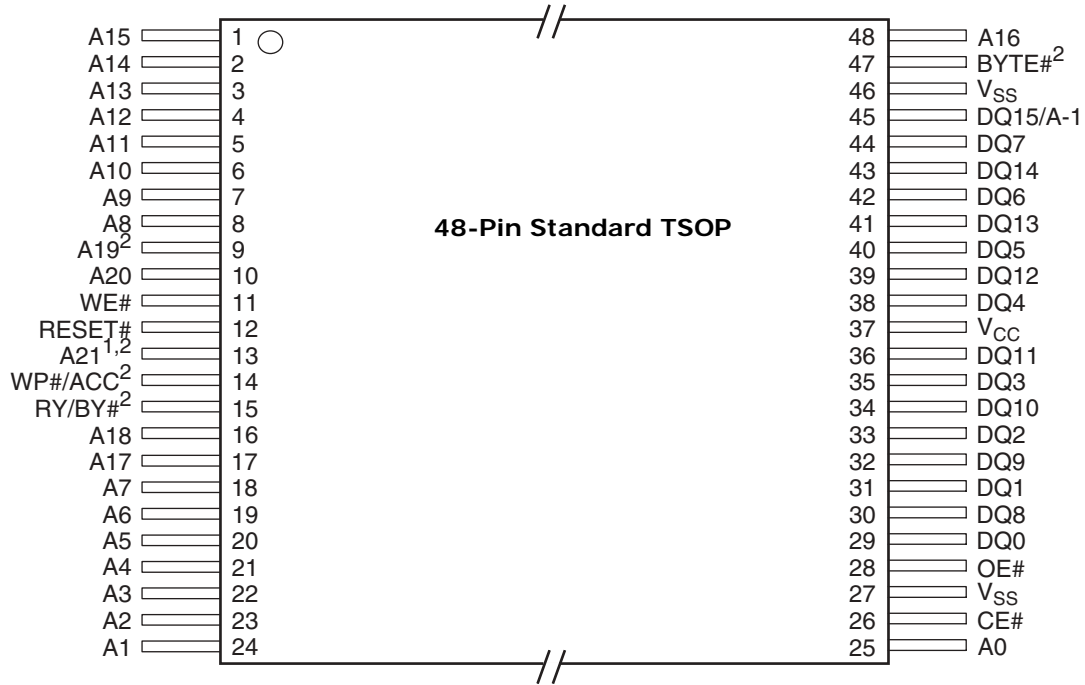 A15 1 48 A16
A14 2 47 BYTE#2
A13 3 46 VSS
A12 4 45 DQ15/A-1
A11 5 44 DQ7
A10 6 43 DQ14
A9 7 42 DQ6
A8 8 41 DQ13
48-Pin Standard TSOP
A192 9 40 DQ5
A20 10 39 DQ12
WE# 11 38 DQ4
RESET# 12 37 VCC
A211,2 13 36 DQ11
WP#/ACC2 14 35 DQ3
RY/BY#2 15 34 DQ10
A18 16 33 DQ2
A17 17 32 DQ9
A7 18 31 DQ1
A6 19 30 DQ8
A5 20 29 DQ0
A4 21 28 OE#
A3 22 27 VSS
A2 23 26 CE#
A1 24 25 A0